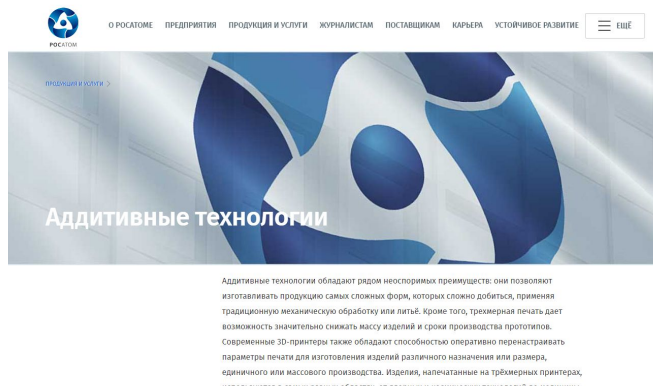 РОСАТОМ
О РОСАТОМЕ ПРЕДПРИЯТИЯ ПРОДУКЦИЯ И УСЛУГИ ЖУРНАЛИСТАМ ПОСТАВЩИКАМ КАРЬЕРА УСТОЙЧИВОЕ РАЗВИТИЕ ЕЩЁ
ПРОДУКЦИЯ И УСЛУГИ
Аддитивные технологии
Аддитивные технологии обладают рядом неоспоримых преимуществ: они позволяют
изготавливать продукцию самых сложных форм, которых сложно добиться, применяя
традиционную механическую обработку или литьё. Кроме того, трехмерная печать дает
возможность значительно снижать массу изделий и сроки производства прототипов.
Современные 3D-принтеры также обладают способностью оперативно перенастраивать
параметры печати для изготовления изделий различного назначения или размера,
единичного или массового производства. Изделия, напечатанные на трёхмерных принтерах,